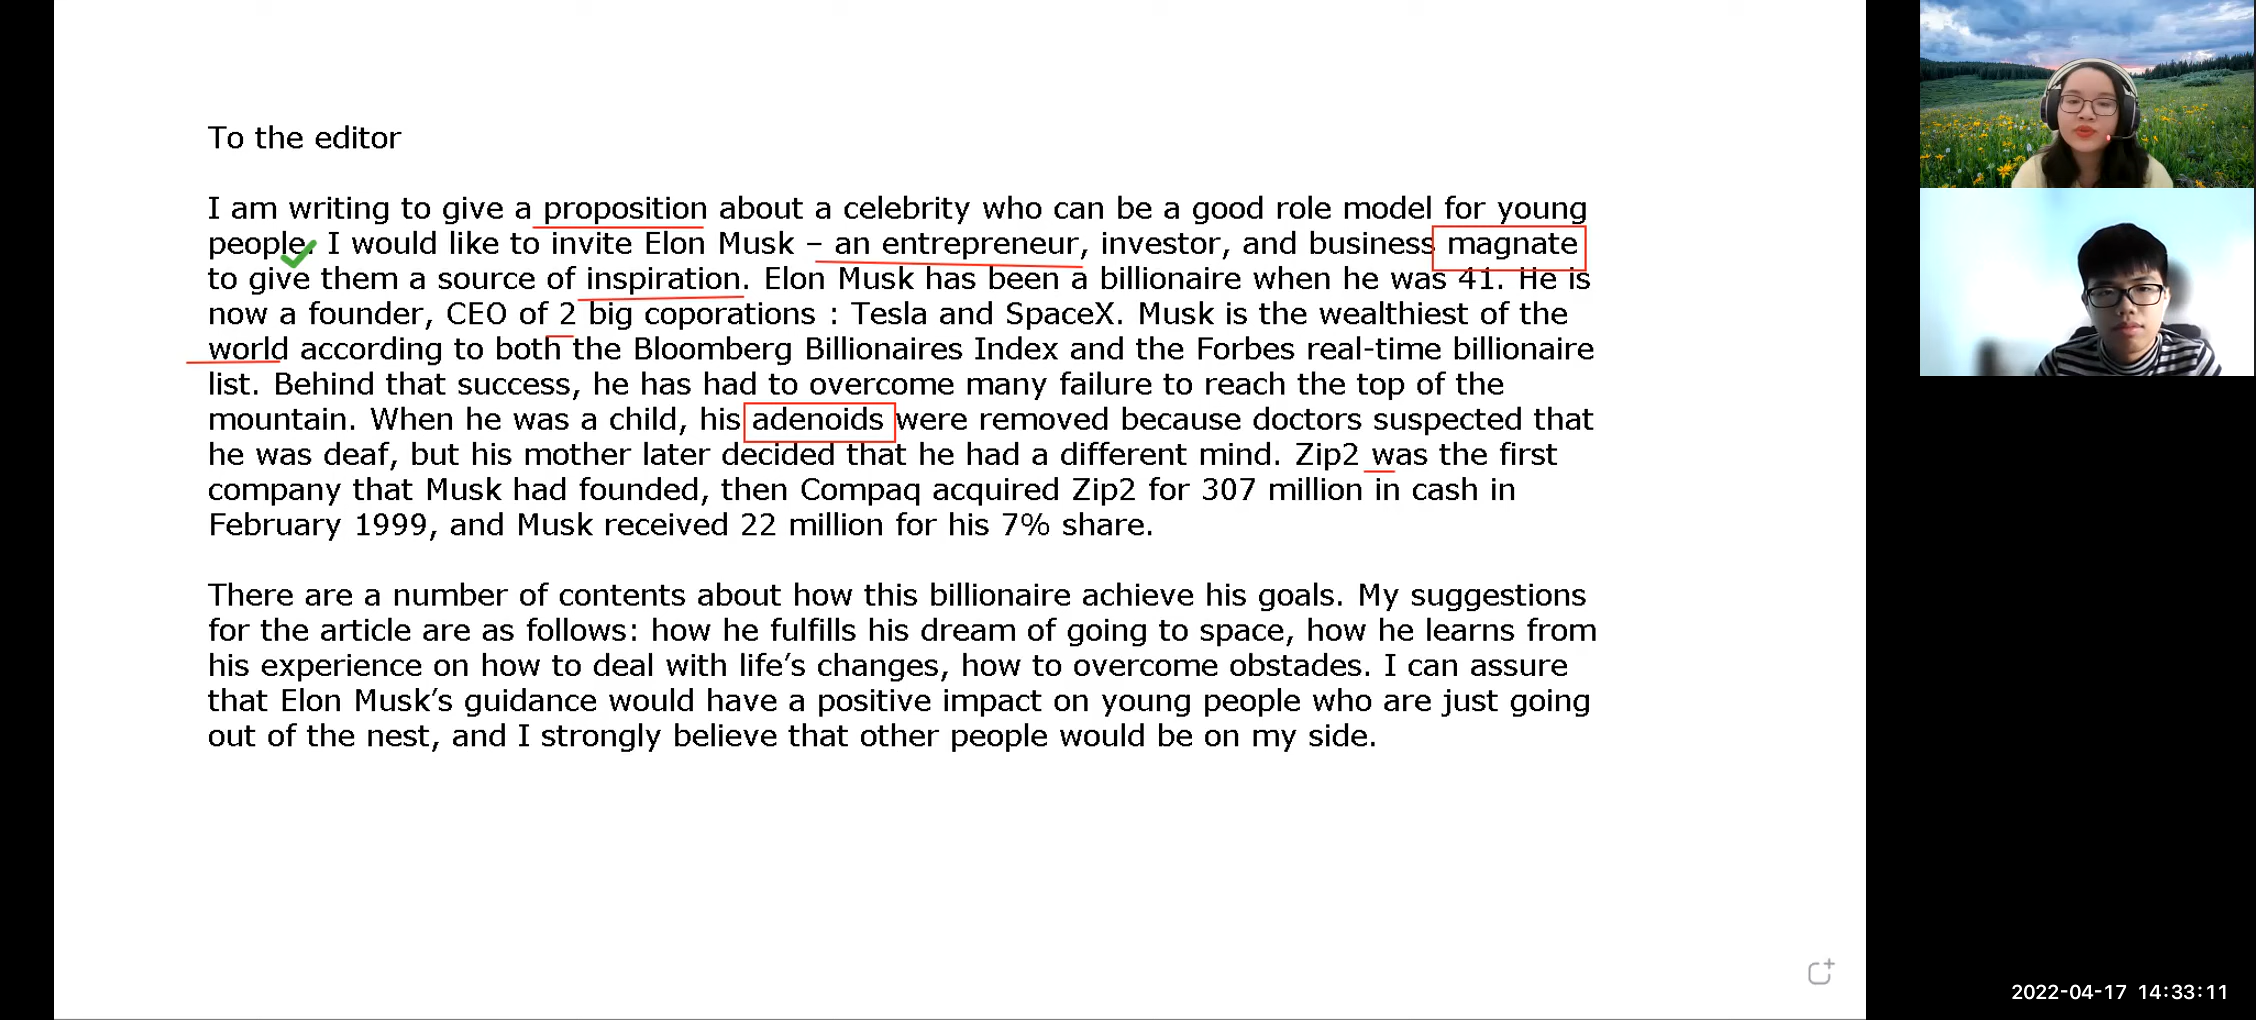 To the editor
I am writing to give a proposition about a celebrity who can be a good role model for young
people. I would like to invite Elon Musk – an entrepreneur, investor, and business magnate
to give them a source of inspiration. Elon Musk has been a billionaire when he was 41. He is
now a founder, CEO of 2 big coporations : Tesla and SpaceX. Musk is the wealthiest of the
world according to both the Bloomberg Billionaires Index and the Forbes real-time billionaire
list. Behind that success, he has had to overcome many failure to reach the top of the
mountain. When he was a child, his adenoids were removed because doctors suspected that
he was deaf, but his mother later decided that he had a different mind. Zip2 was the first
company that Musk had founded, then Compaq acquired Zip2 for 307 million in cash in
February 1999, and Musk received 22 million for his 7% share.
There are a number of contents about how this billionaire achieve his goals. My suggestions
for the article are as follows: how he fulfills his dream of going to space, how he learns from
his experience on how to deal with life’s changes, how to overcome obstades. I can assure
that Elon Musk’s guidance would have a positive impact on young people who are just going
out of the nest, and I strongly believe that other people would be on my side.
2022-04-17 14:33:11